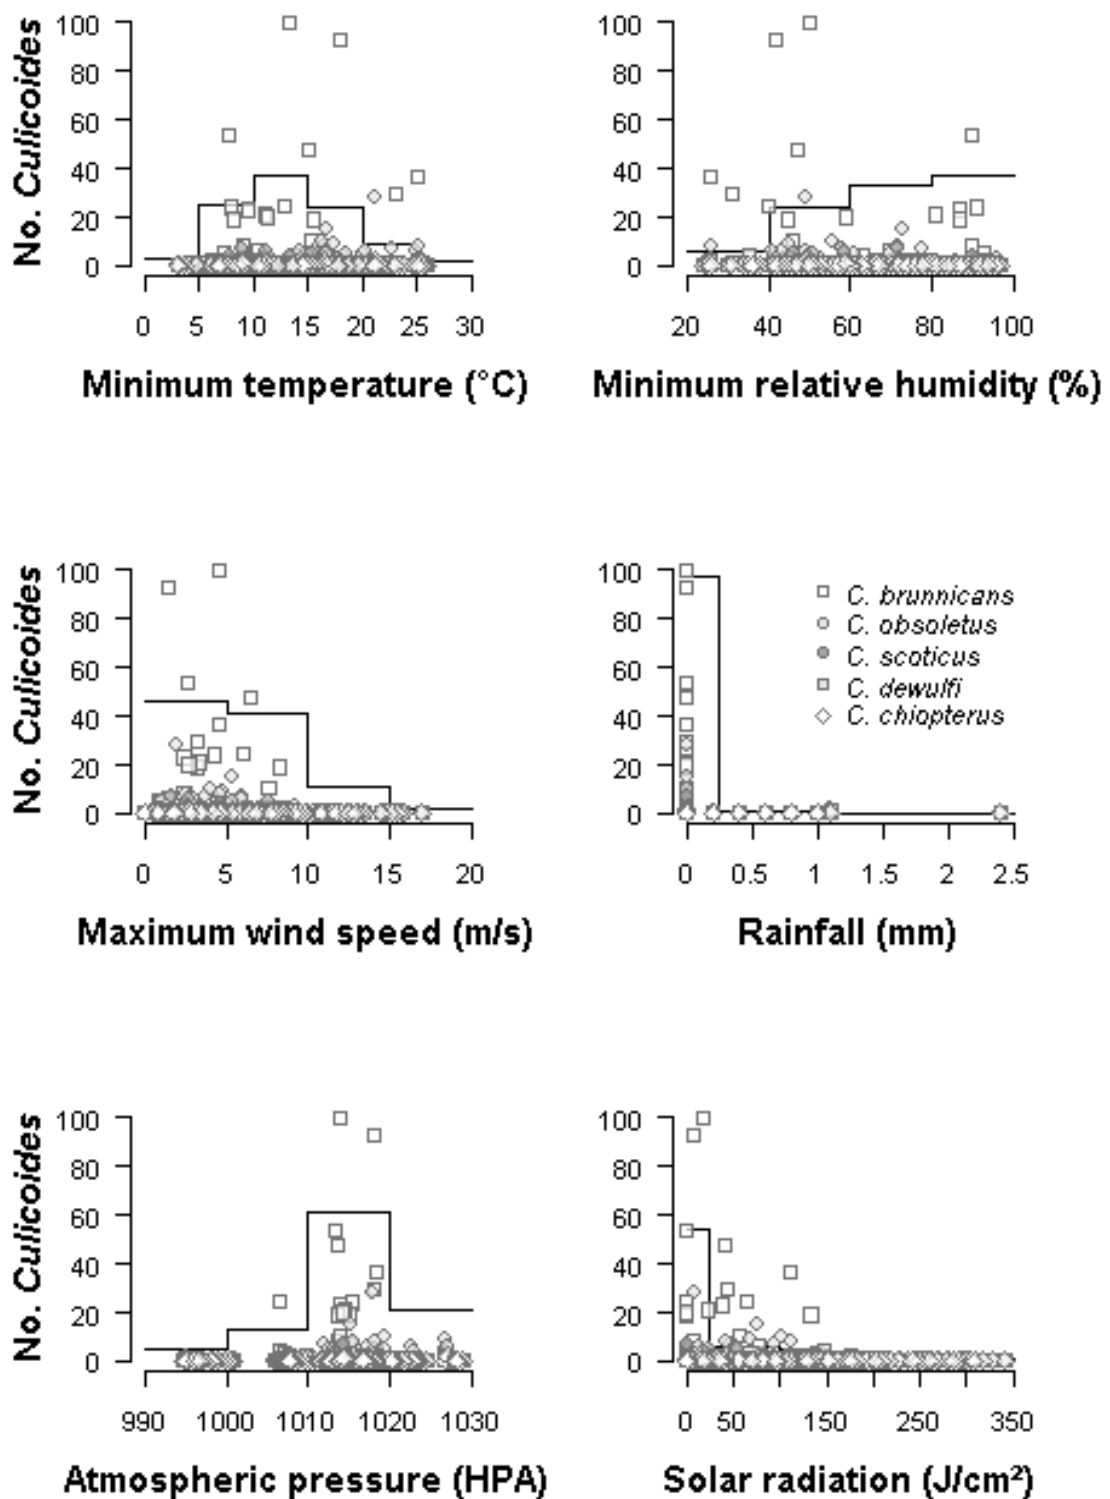 No. Culicoides
100
80
60
40
20
0
0 5 10 15 20 25 30
Minimum temperature (°C)
100
80
60
40
20
0
20 40 60 80 100
Minimum relative humidity (%)
No. Culicoides
100
80
60
40
20
0
0 5 10 15 20
Maximum wind speed (m/s)
100
80
60
40
20
0
C. brunnicans
C. obsoletus
C. scoticus
C. dewulfi
C. chiopterus
0 0.5 1 1.5 2 2.5
Rainfall (mm)
No. Culicoides
100
80
60
40
20
0
990 1000 1010 1020 1030
Atmospheric pressure (HPA)
100
80
60
40
20
0
0 50 150 250 350
Solar radiation (J/cm²)